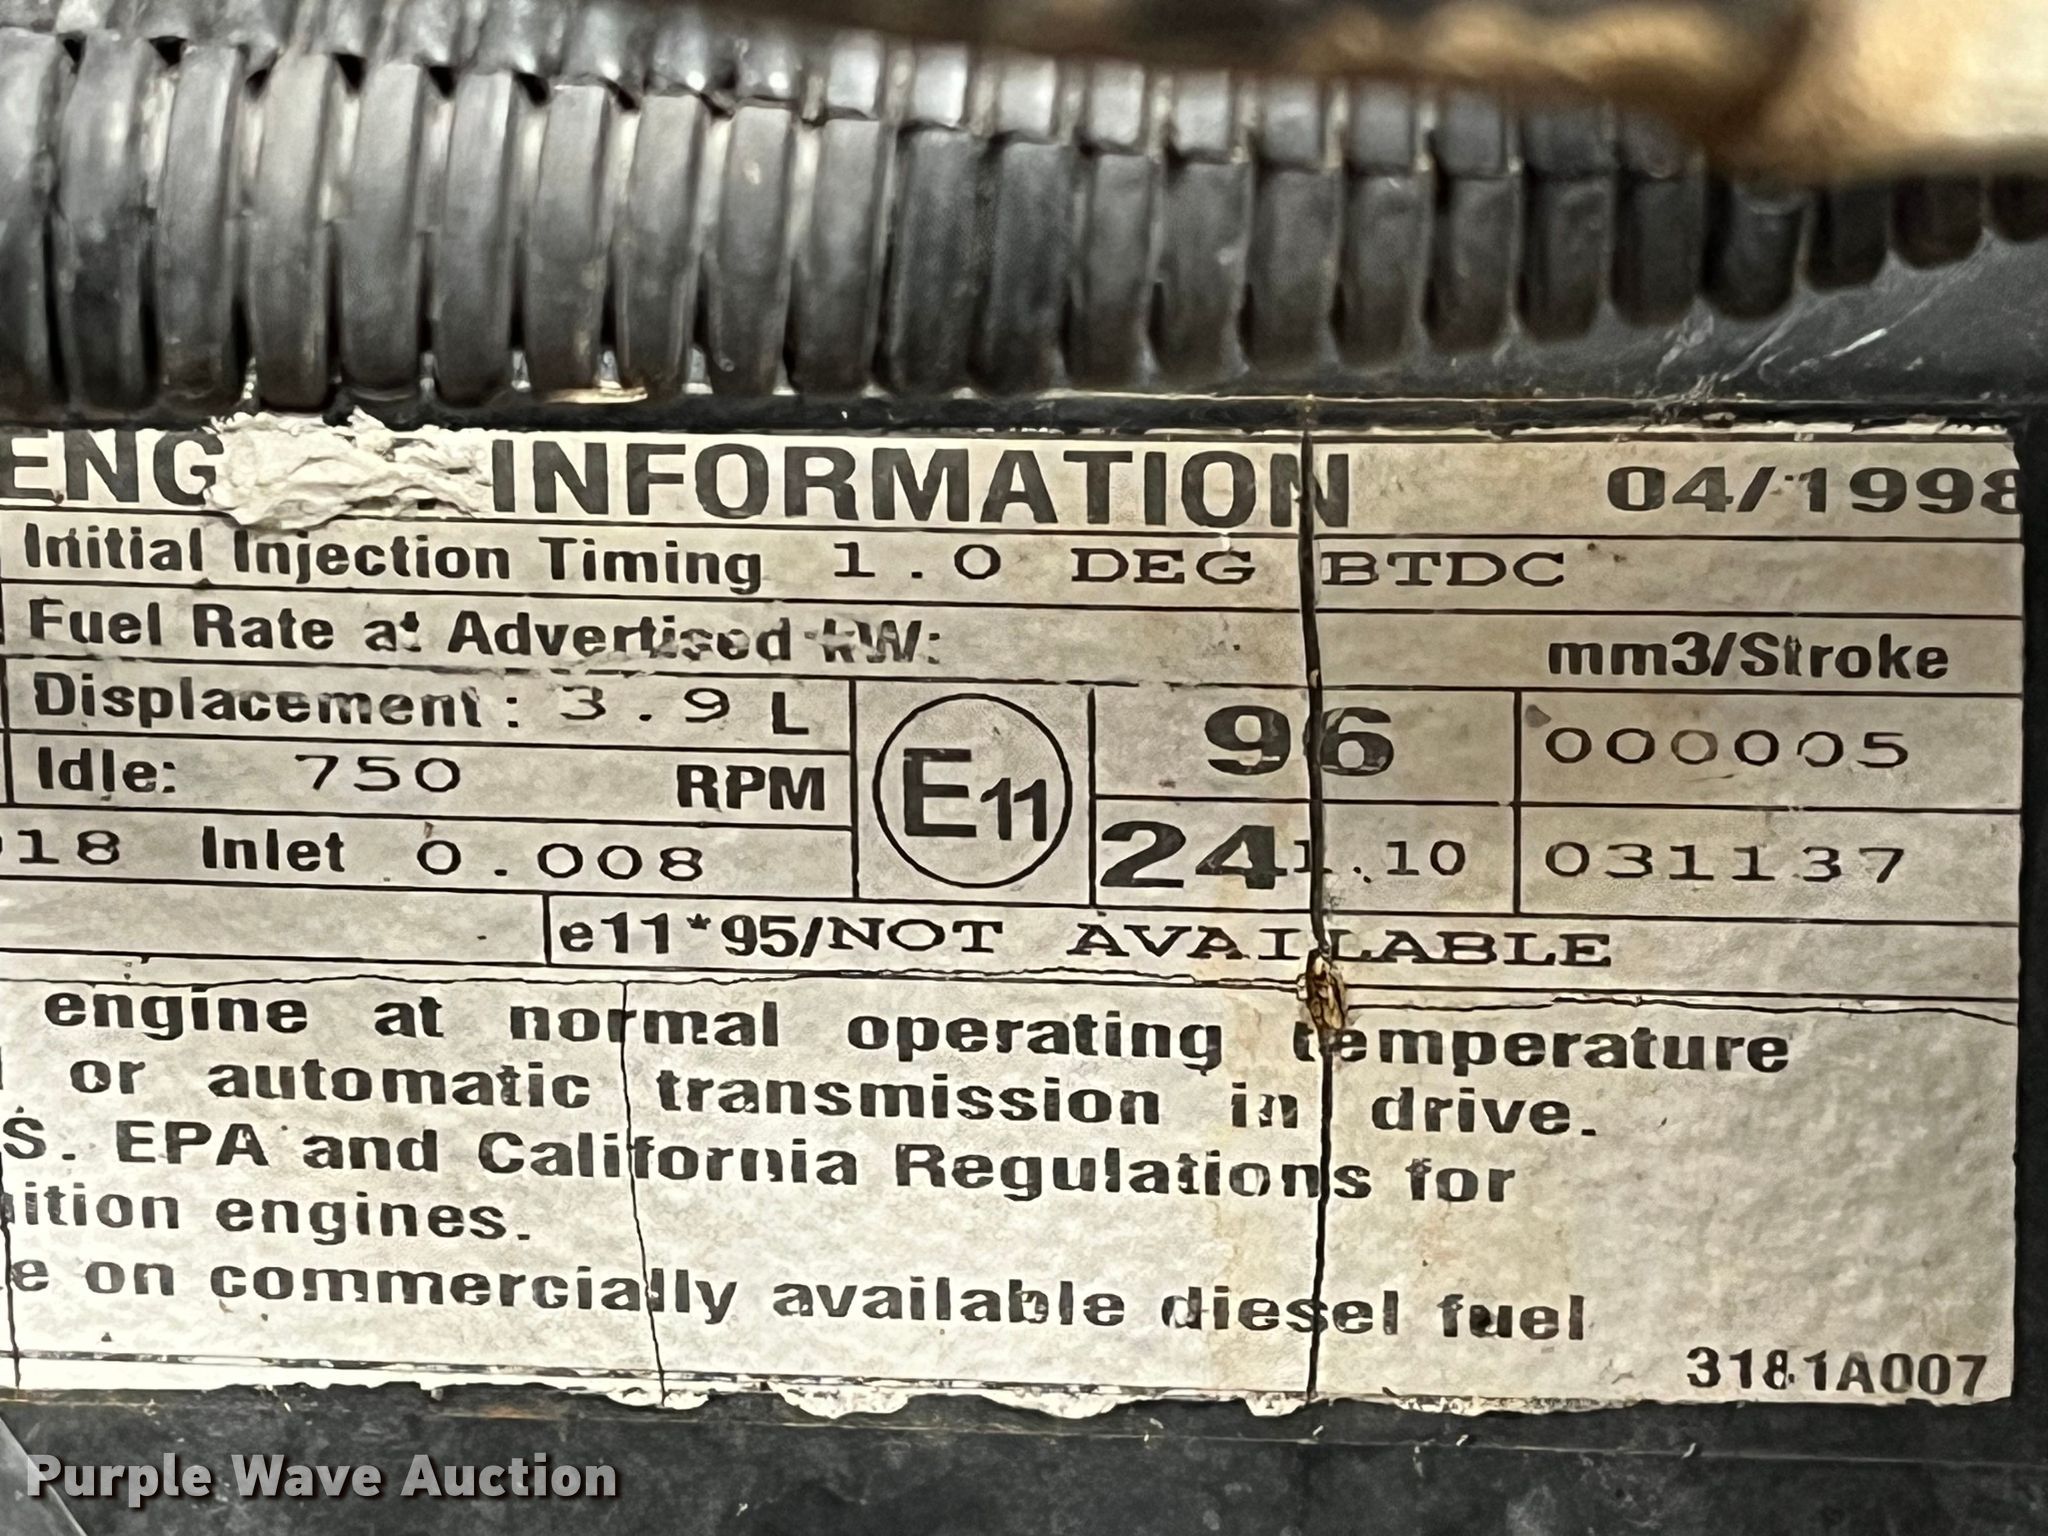 ENG INFORMATION 04/1998
Initial Injection Timing 1.0 DEG BTDC
Fuel Rate at Advertised kW: mm3/Stroke
Displacement: 3.9 L
Idle: 750 RPM
E11
96 000005
241.10 031137
18 Inlet 0.008
e11*95/NOT AVAILABLE
engine at normal operating temperature
or automatic transmission in drive.
S. EPA and California Regulations for
ition engines.
e on commercially available diesel fuel
3181A007
Purple Wave Auction